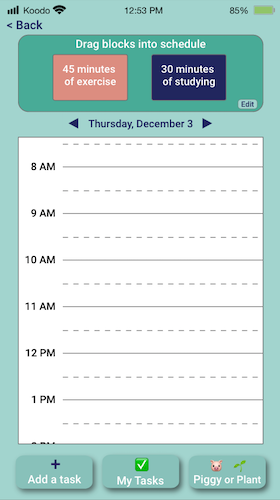 Koodo 12:53 PM 85%
< Back
Drag blocks into schedule
45 minutes
of exercise
30 minutes
of studying
Edit
Thursday, December 3
8 AM
9 AM
10 AM
11 AM
12 PM
1 PM
+
Add a task
My Tasks
Piggy or Plant